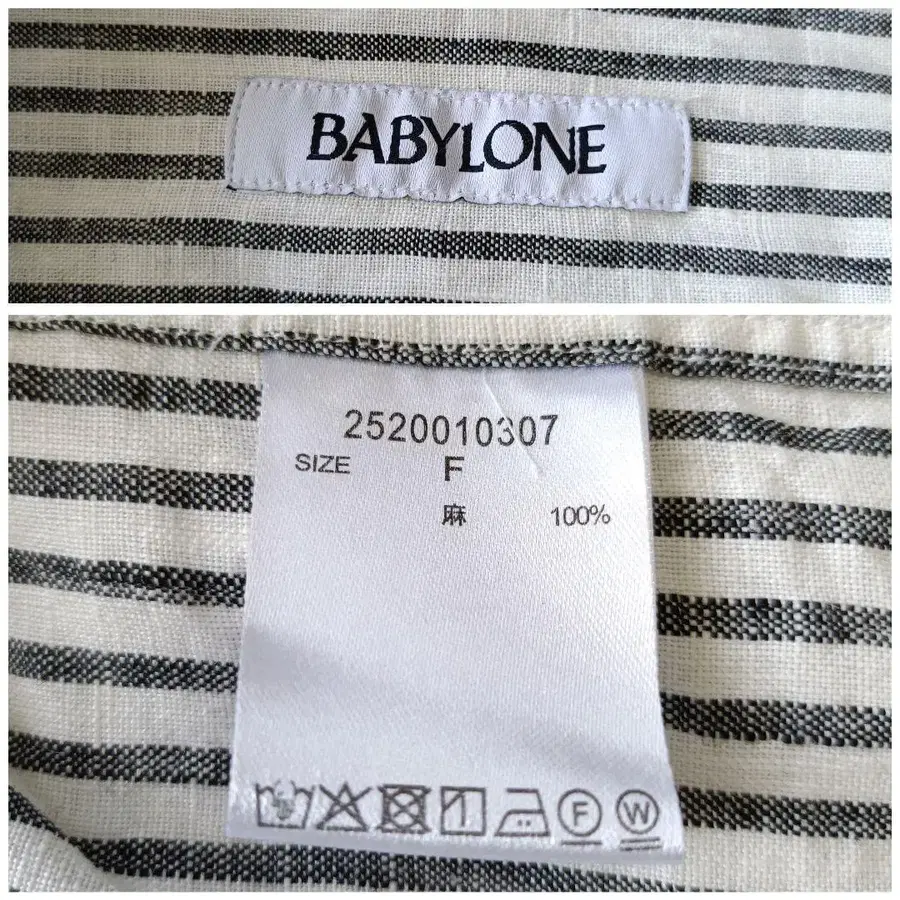 BABYLONE
2520010307
SIZE F
麻 100%
F W